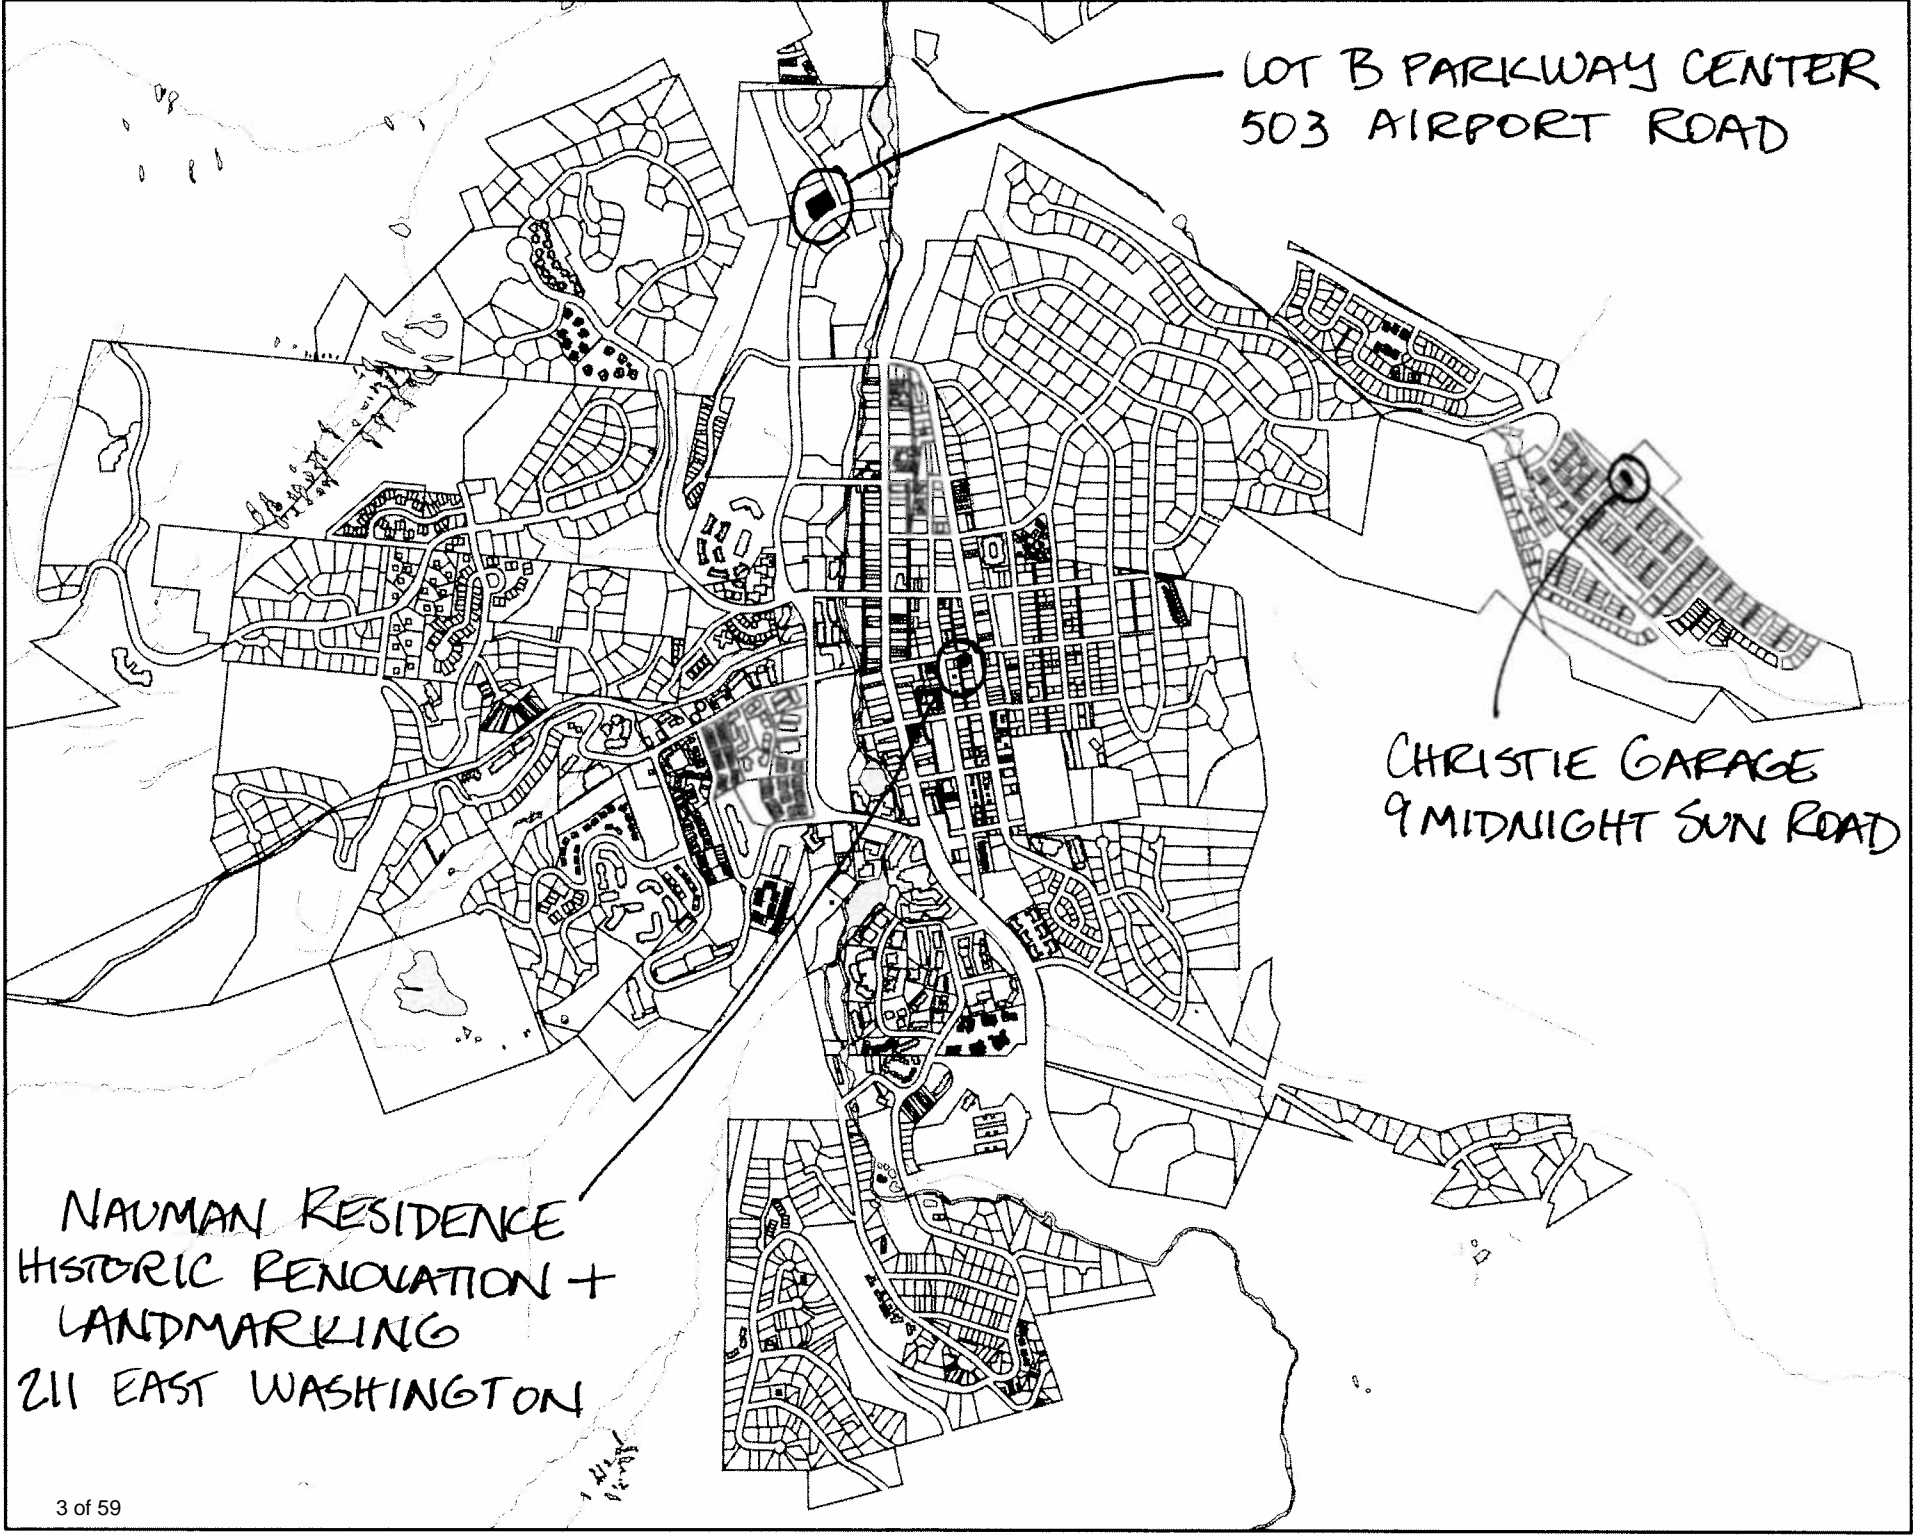 LOT B PARKWAY CENTER
503 AIRPORT ROAD
CHRISTIE GARAGE
9 MIDNIGHT SUN ROAD
NAUMAN RESIDENCE
HISTORIC RENOVATION +
LANDMARKING
211 EAST WASHINGTON
3 of 59